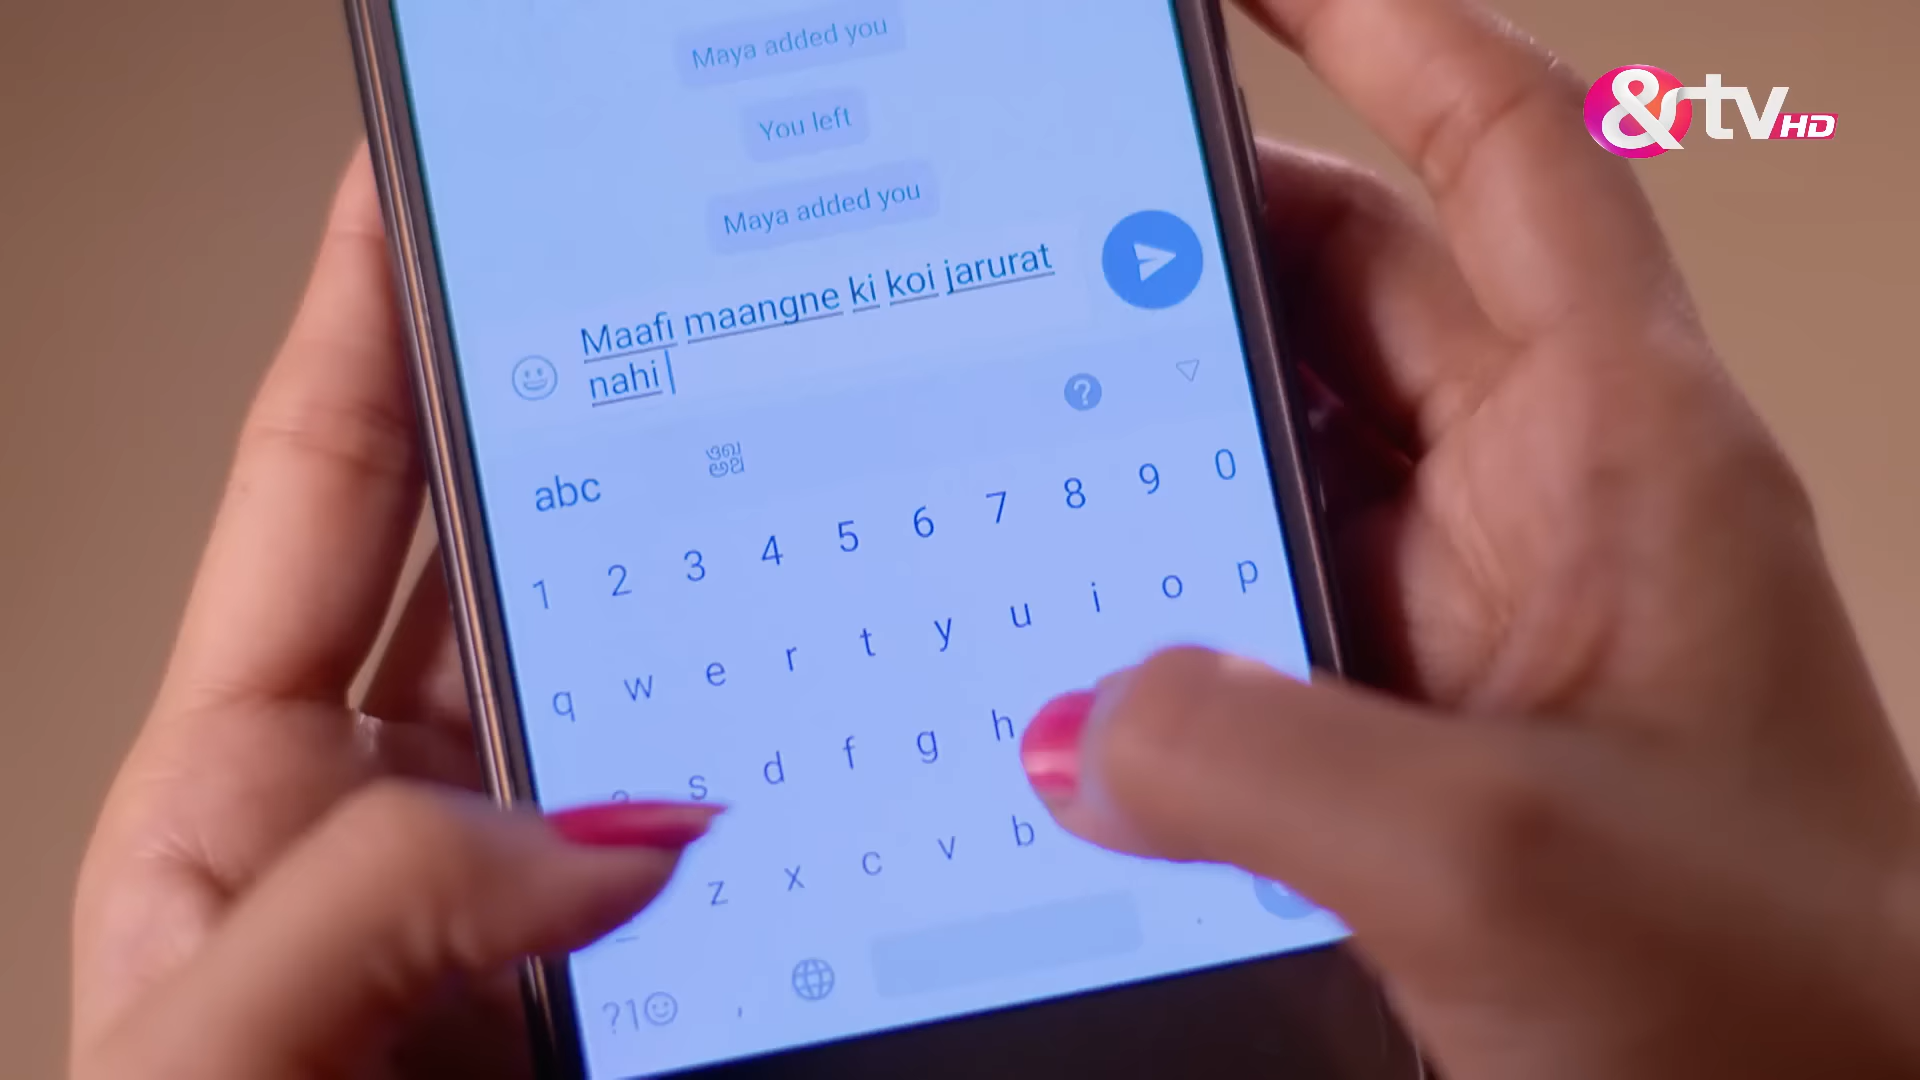 Maya added you
You left
Maya added you
Maafi maangne ki koi jarurat
nahi
abc
1 2 3 4 5 6 7 8 9 0
q w e r t y u i o p
s d f g h
z x c v b
?1 ,
.
&tv HD